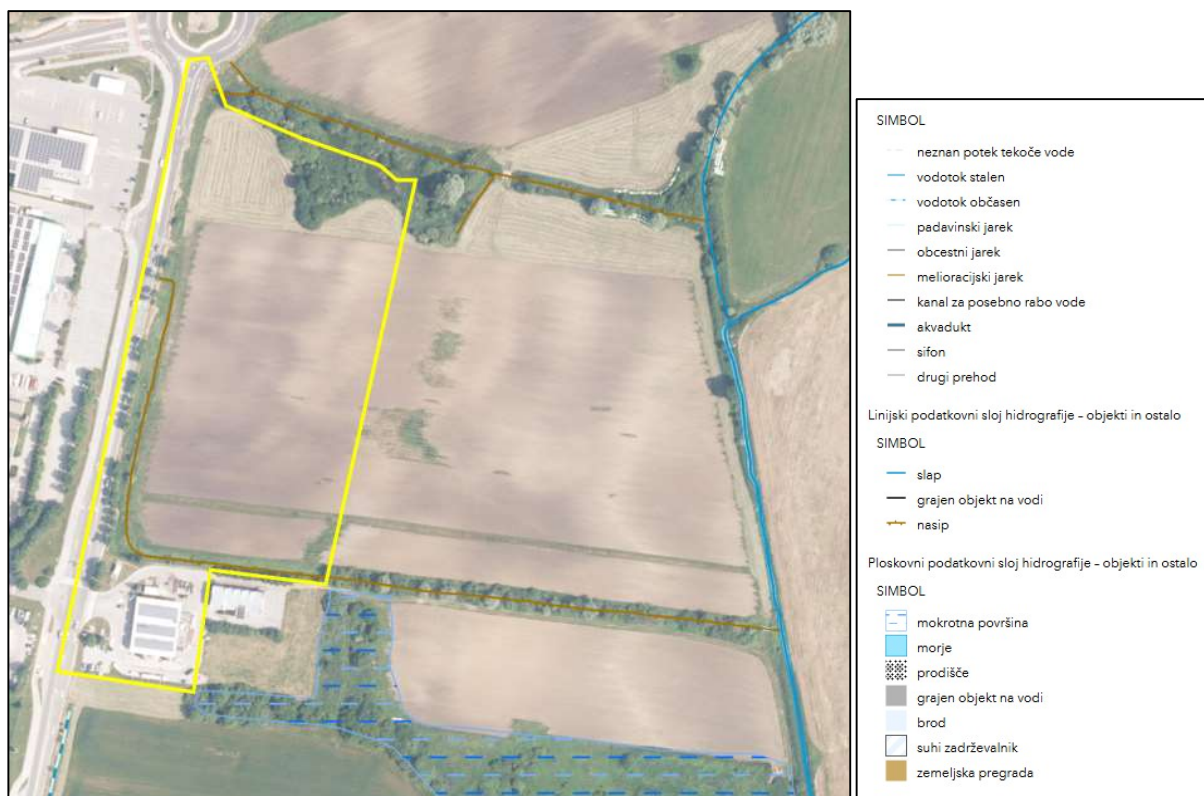 SIMBOL
neznan potek tekoče vode
vodotok stalen
vodotok občasen
padavinski jarek
obcestni jarek
melioracijski jarek
kanal za posebno rabo vode
akvadukt
sifon
drugi prehod
Linijski podatkovni sloj hidrografije – objekti in ostalo
SIMBOL
slap
grajen objekt na vodi
nasip
Ploskovni podatkovni sloj hidrografije – objekti in ostalo
SIMBOL
mokrotna površina
morje
prodišče
grajen objekt na vodi
brod
suhi zadrževalnik
zemeljska pregrada